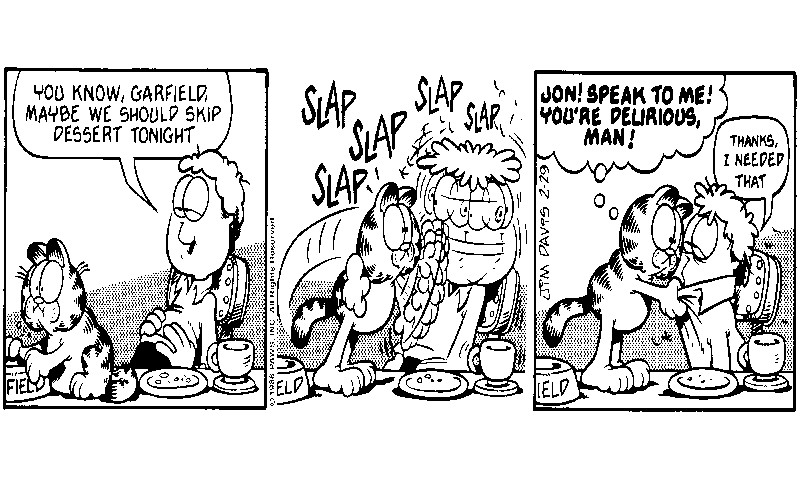 YOU KNOW, GARFIELD,
MAYBE WE SHOULD SKIP
DESSERT TONIGHT
FIELD
SLAP
SLAP
SLAP
SLAP
SLAP
IELD
JON! SPEAK TO ME!
YOU'RE DELIRIOUS,
MAN!
THANKS,
I NEEDED
THAT
JIM DAVIS 2-29
IELD